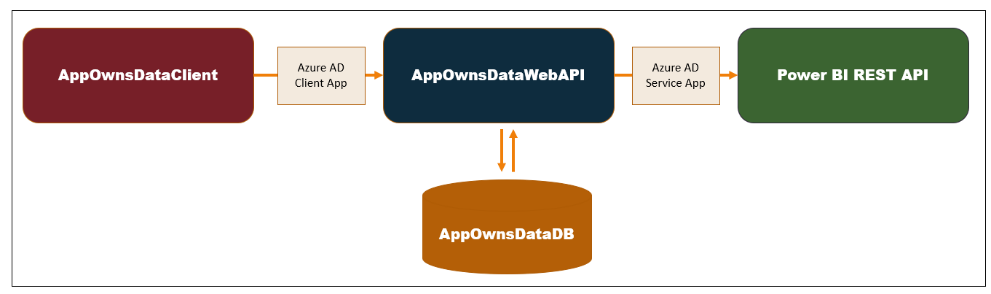 AppOwnsDataClient
Azure AD
Client App
AppOwnsDataWebAPI
Azure AD
Service App
Power BI REST API
AppOwnsDataDB